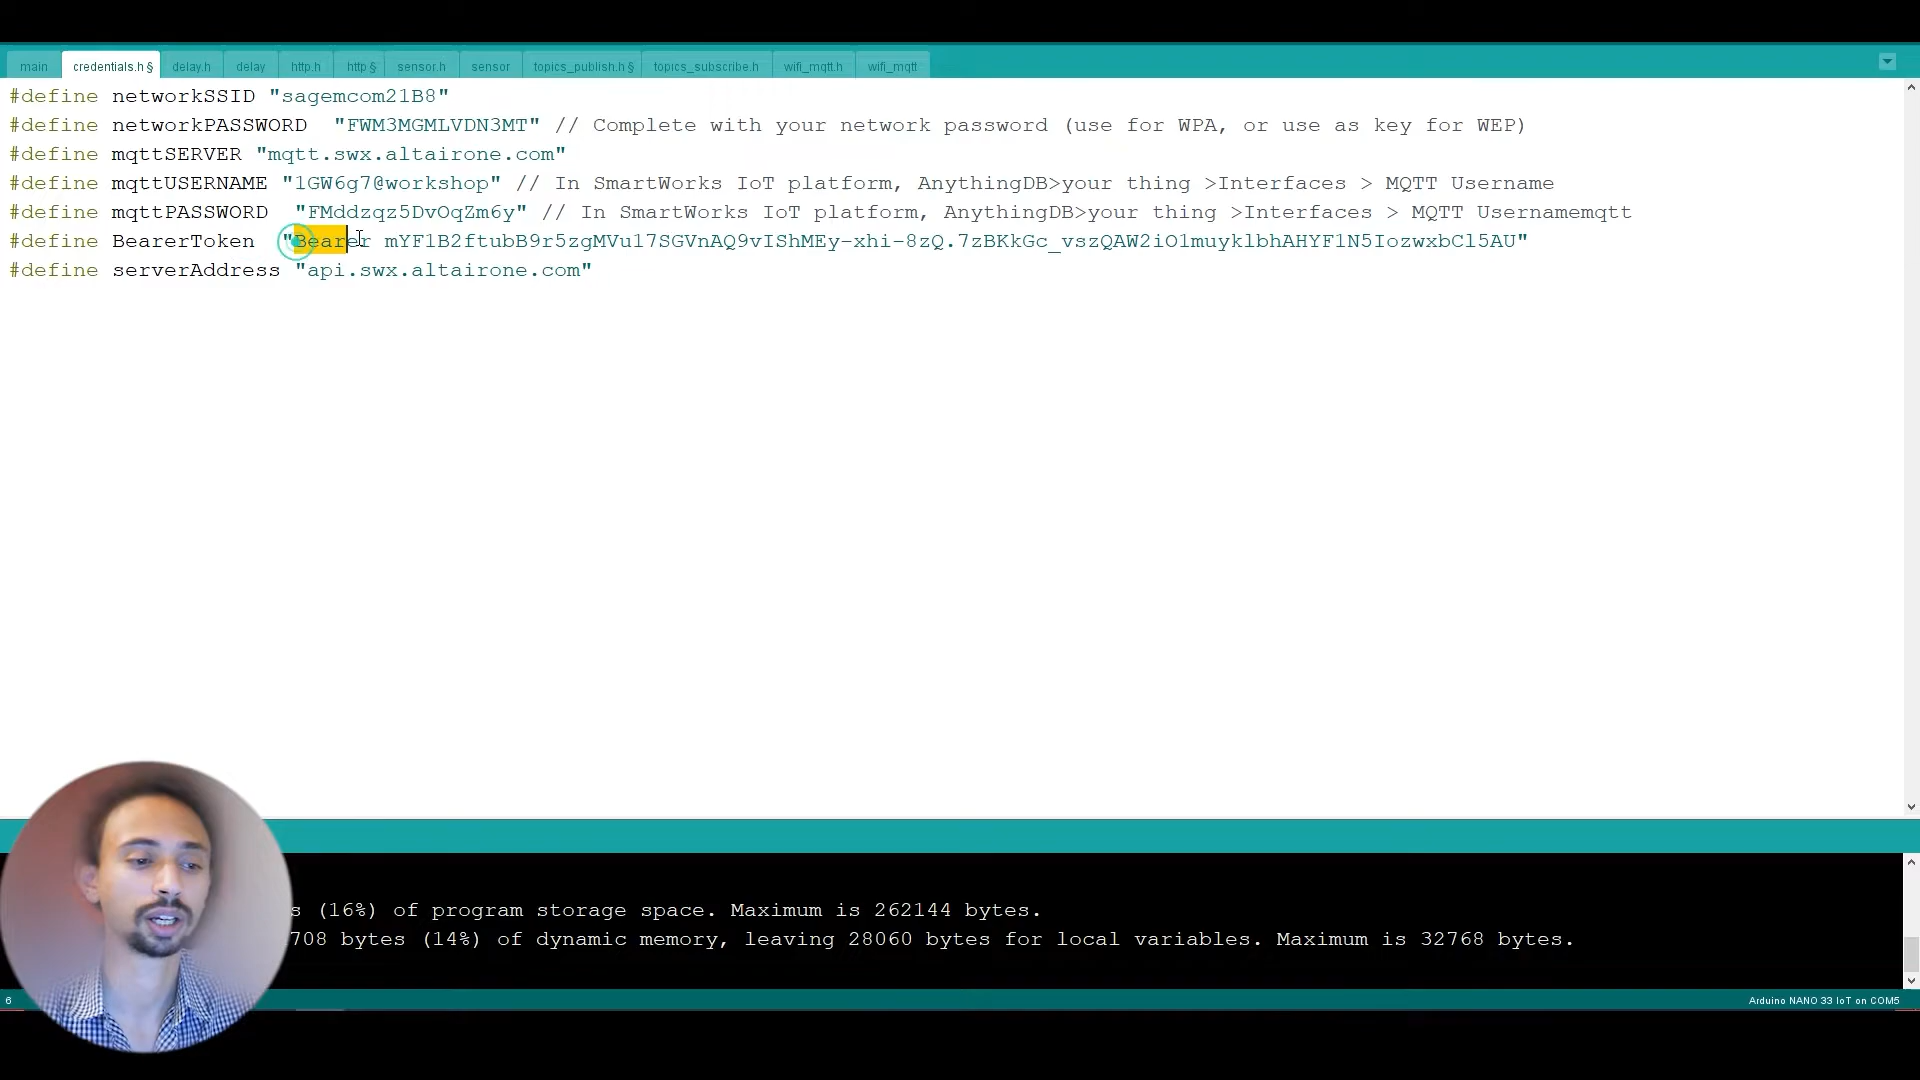 main credentials.h § delay.h delay http.h http § sensor.h sensor topics_publish.h § topics_subscribe.h wifi_mqtt.h wifi_mqtt
#define networkSSID "sagemcom21B8"
#define networkPASSWORD "FWM3MGMLVDN3MT" // Complete with your network password (use for WPA, or use as key for WEP)
#define mqttSERVER "mqtt.swx.altairone.com"
#define mqttUSERNAME "1GW6g7@workshop" // In SmartWorks IoT platform, AnythingDB>your thing >Interfaces > MQTT Username
#define mqttPASSWORD "FMddzqz5DvOqZm6y" // In SmartWorks IoT platform, AnythingDB>your thing >Interfaces > MQTT Usernamemqtt
#define BearerToken "Bearer mYF1B2ftubB9r5zgMVu17SGVnAQ9vIShMEy-xhi-8zQ.7zBKkGc_vszQAW2iO1muyklbhAHYF1N5IozwxbCl5AU"
#define serverAddress "api.swx.altairone.com"
s (16%) of program storage space. Maximum is 262144 bytes.
708 bytes (14%) of dynamic memory, leaving 28060 bytes for local variables. Maximum is 32768 bytes.
6 Arduino NANO 33 IoT on COM5